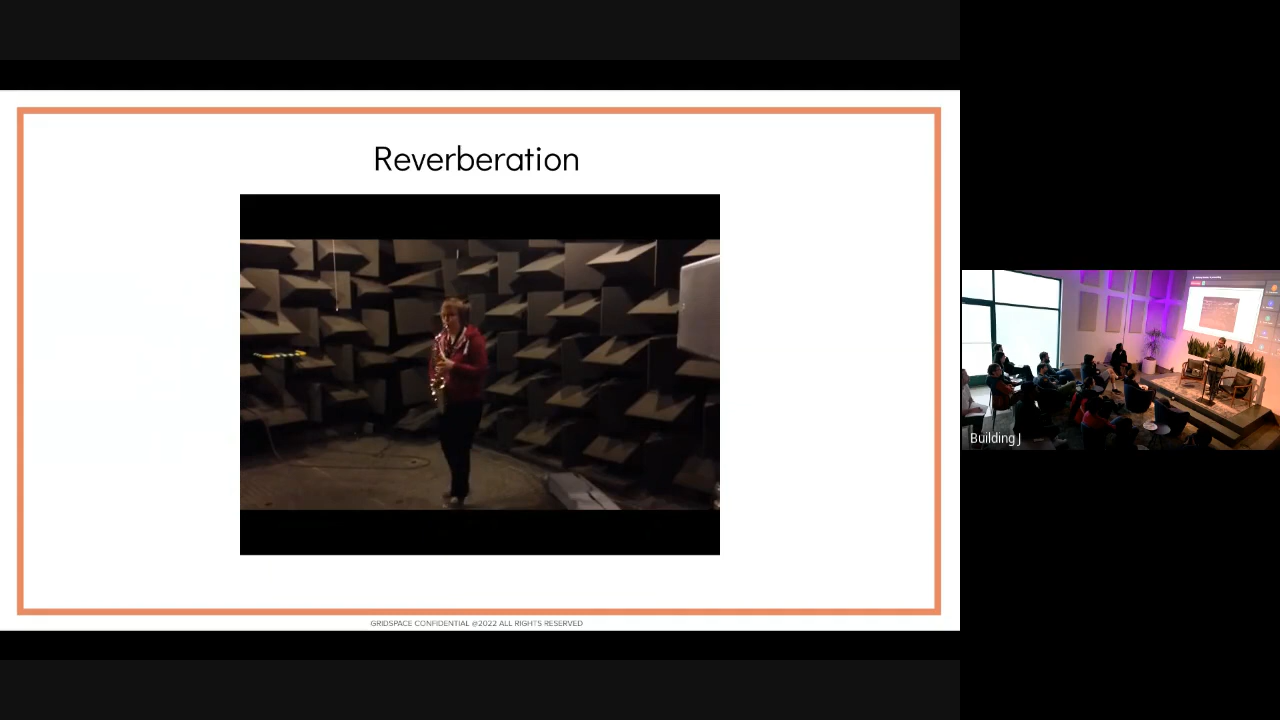 Reverberation
GRIDSPACE CONFIDENTIAL @2022 ALL RIGHTS RESERVED
Building J